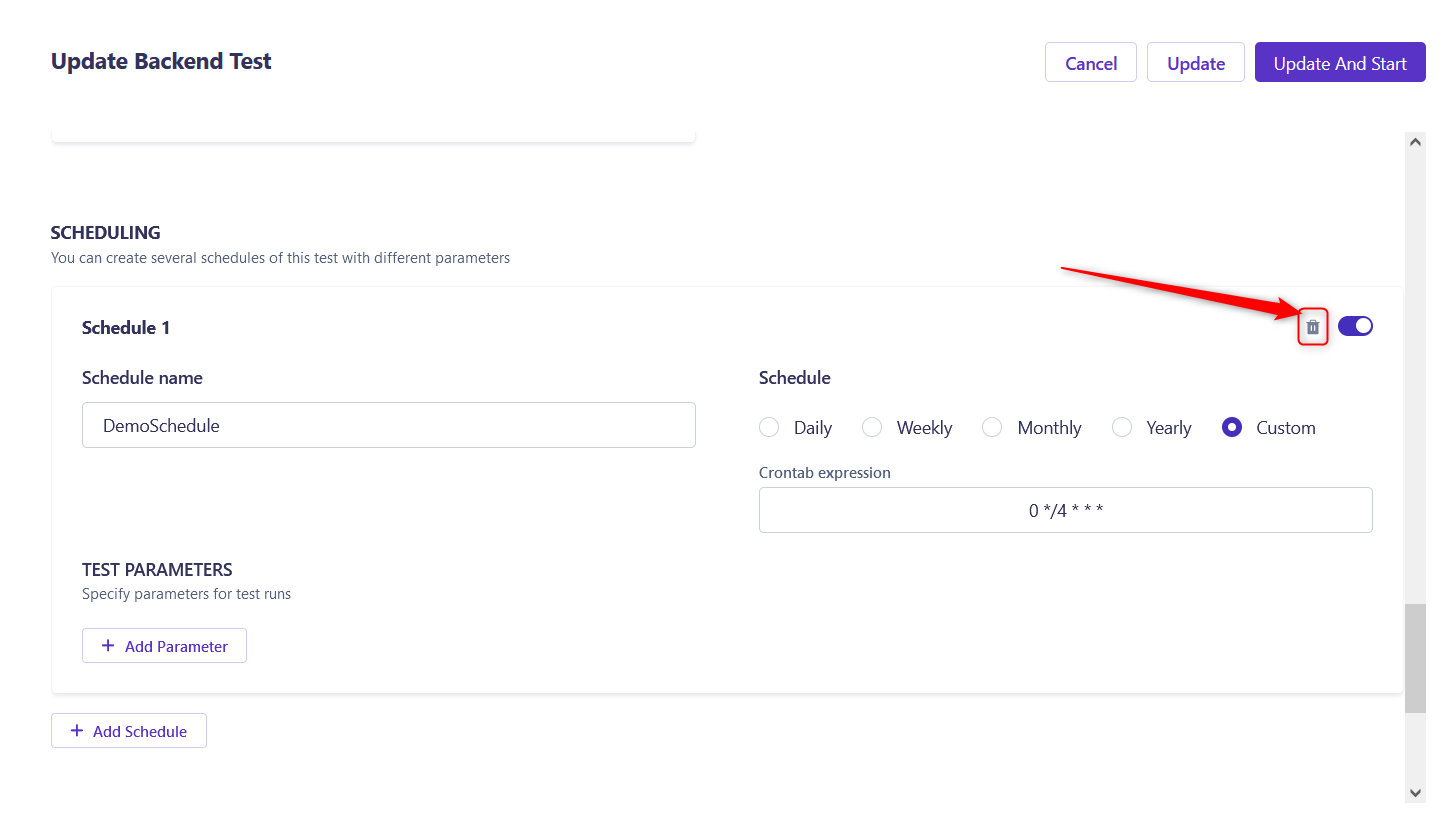 Update Backend Test
Cancel
Update
Update And Start
SCHEDULING
You can create several schedules of this test with different parameters
Schedule 1
Schedule name
DemoSchedule
Schedule
Daily
Weekly
Monthly
Yearly
Custom
Crontab expression
0 */4 * * *
TEST PARAMETERS
Specify parameters for test runs
+ Add Parameter
+ Add Schedule